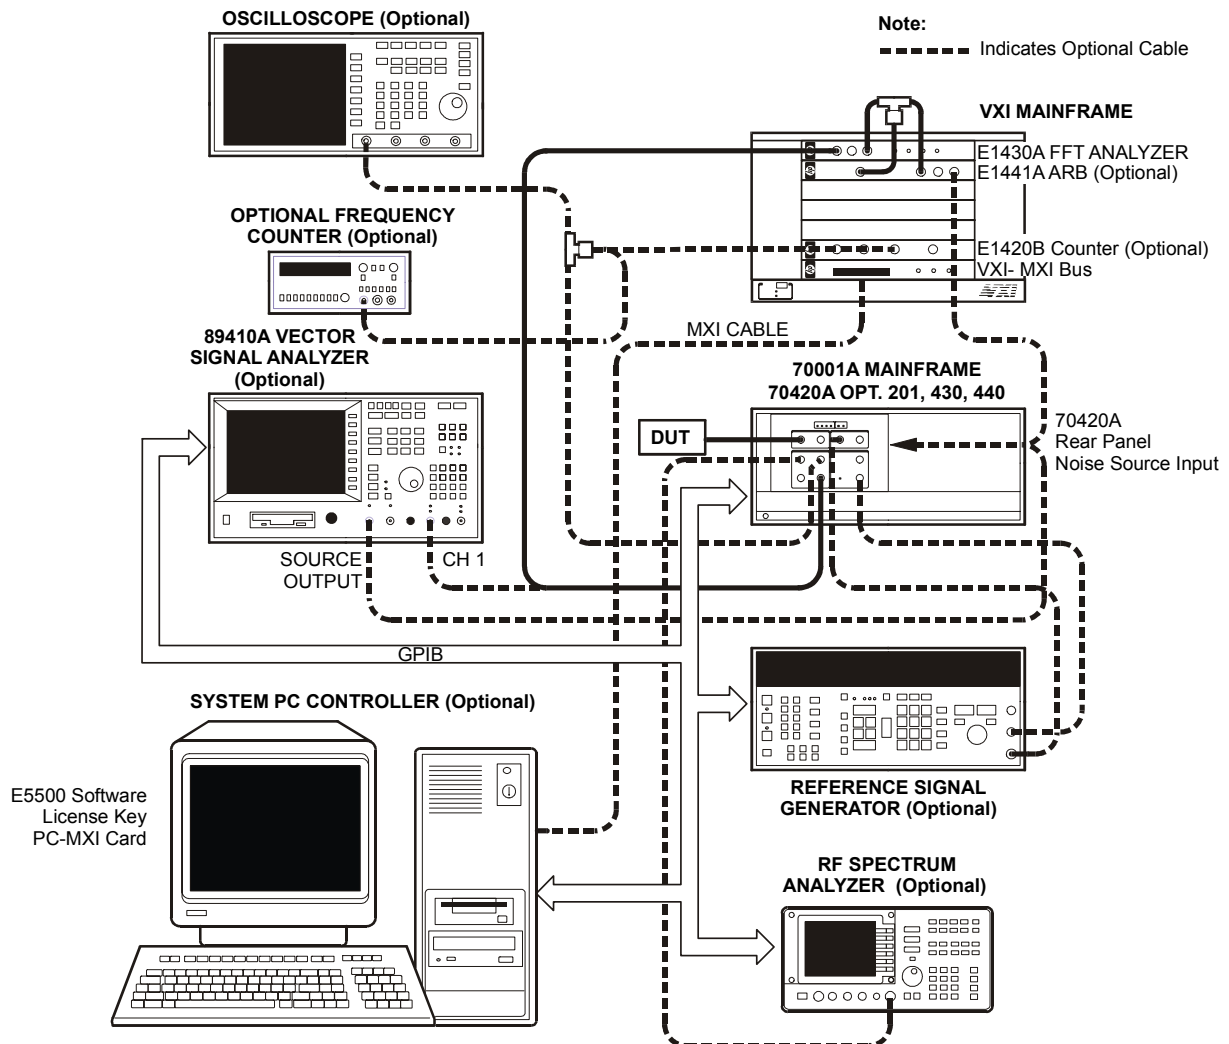 OSCILLOSCOPE (Optional)
Note:
Indicates Optional Cable
VXI MAINFRAME
E1430A FFT ANALYZER
E1441A ARB (Optional)
OPTIONAL FREQUENCY
COUNTER (Optional)
E1420B Counter (Optional)
VXI- MXI Bus
VXI
MXI CABLE
89410A VECTOR
SIGNAL ANALYZER
(Optional)
70001A MAINFRAME
70420A OPT. 201, 430, 440
DUT
70420A
Rear Panel
Noise Source Input
SOURCE
OUTPUT
CH 1
GPIB
SYSTEM PC CONTROLLER (Optional)
E5500 Software
License Key
PC-MXI Card
REFERENCE SIGNAL
GENERATOR (Optional)
RF SPECTRUM
ANALYZER (Optional)